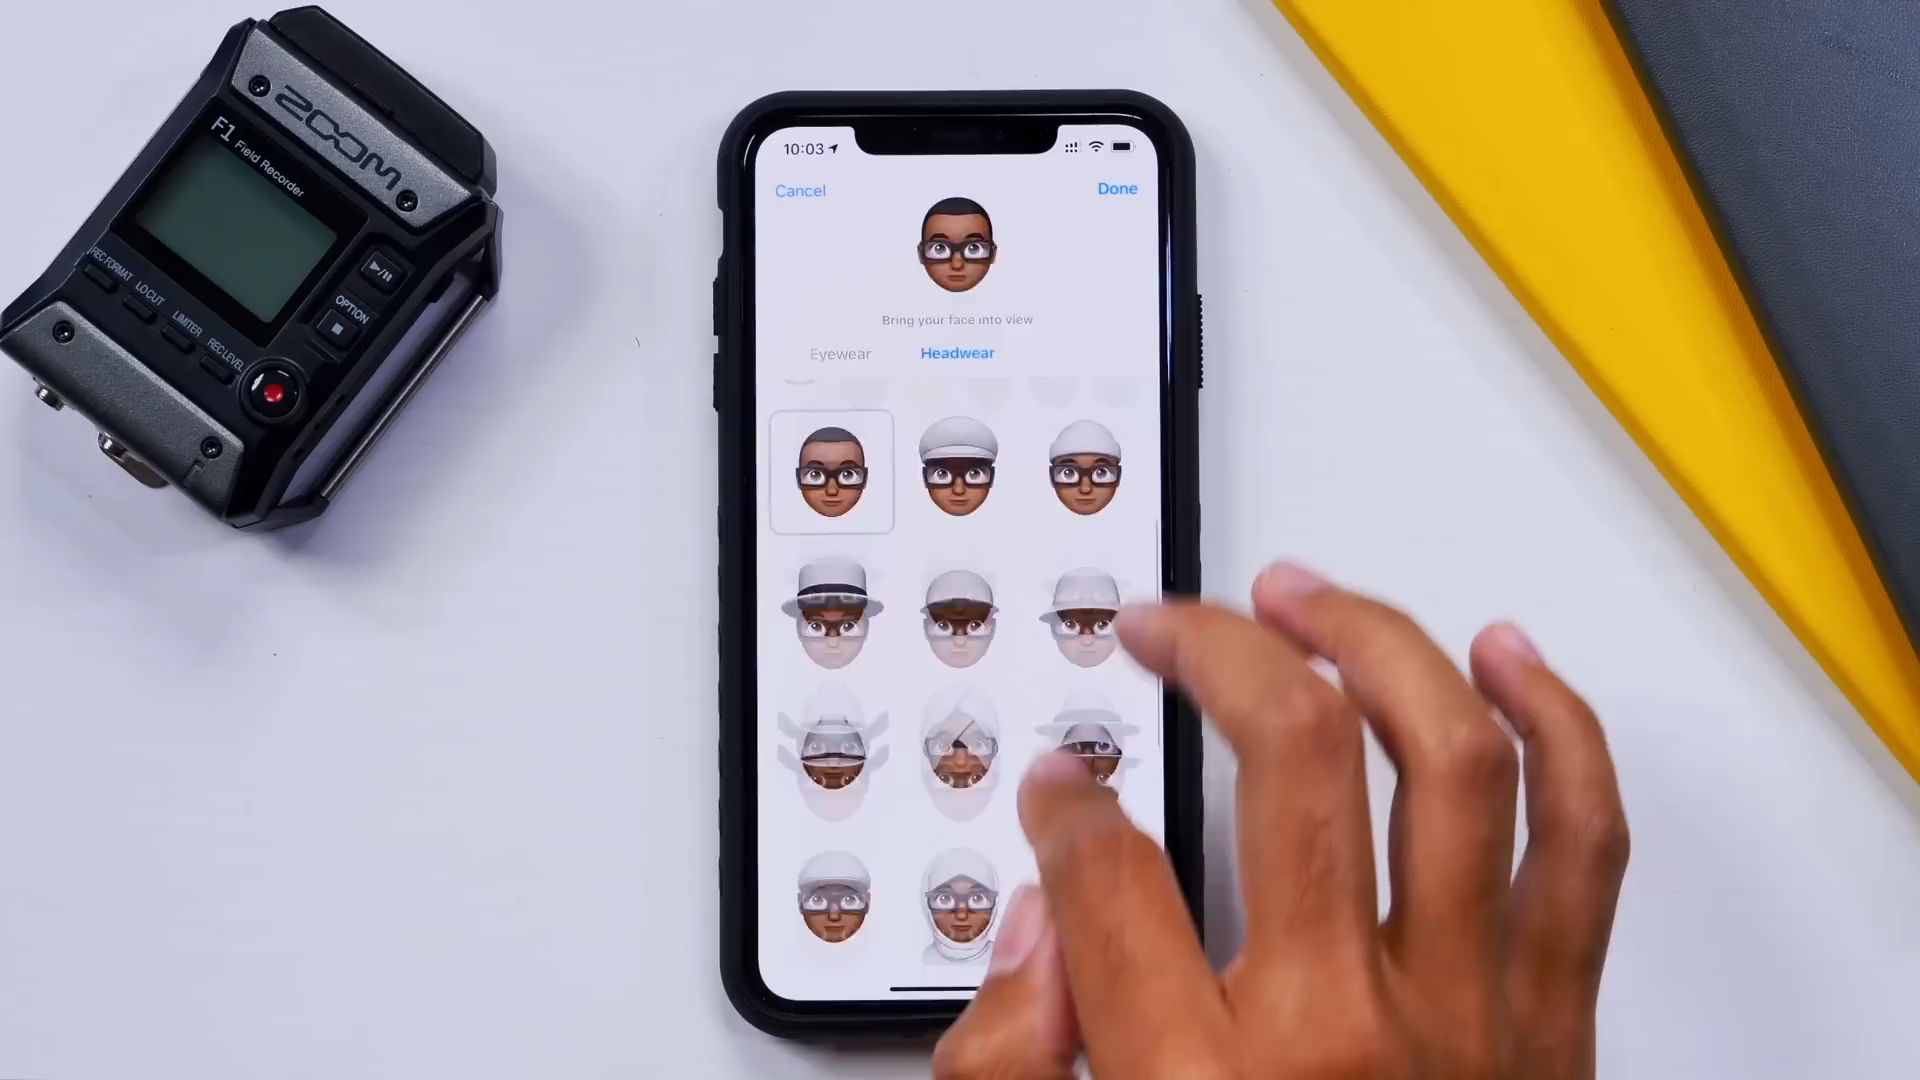 ZOOM
F1 Field Recorder
REC FORMAT
LO CUT
LIMITER
REC LEVEL
OPTION
10:03
Cancel
Done
Bring your face into view
Eyewear
Headwear